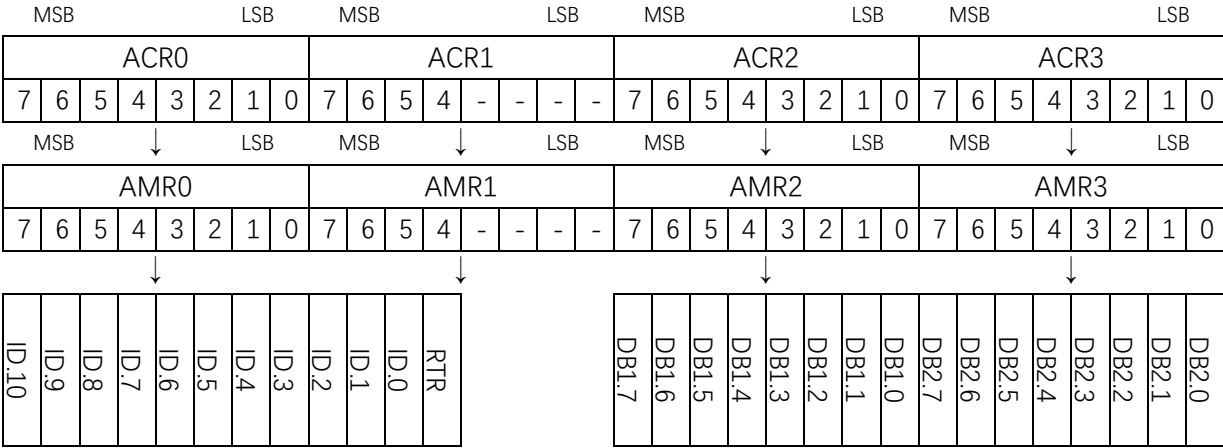 MSB LSB MSB LSB MSB LSB MSB LSB
ACR0 ACR1 ACR2 ACR3
7 6 5 4 3 2 1 0 7 6 5 4 - - - - 7 6 5 4 3 2 1 0 7 6 5 4 3 2 1 0
MSB ↓ LSB MSB ↓ LSB MSB ↓ LSB MSB ↓ LSB
AMR0 AMR1 AMR2 AMR3
7 6 5 4 3 2 1 0 7 6 5 4 - - - - 7 6 5 4 3 2 1 0 7 6 5 4 3 2 1 0
↓ ↓ ↓ ↓
ID.10 ID.9 ID.8 ID.7 ID.6 ID.5 ID.4 ID.3 ID.2 ID.1 ID.0 RTR DB1.7 DB1.6 DB1.5 DB1.4 DB1.3 DB1.2 DB1.1 DB1.0 DB2.7 DB2.6 DB2.5 DB2.4 DB2.3 DB2.2 DB2.1 DB2.0